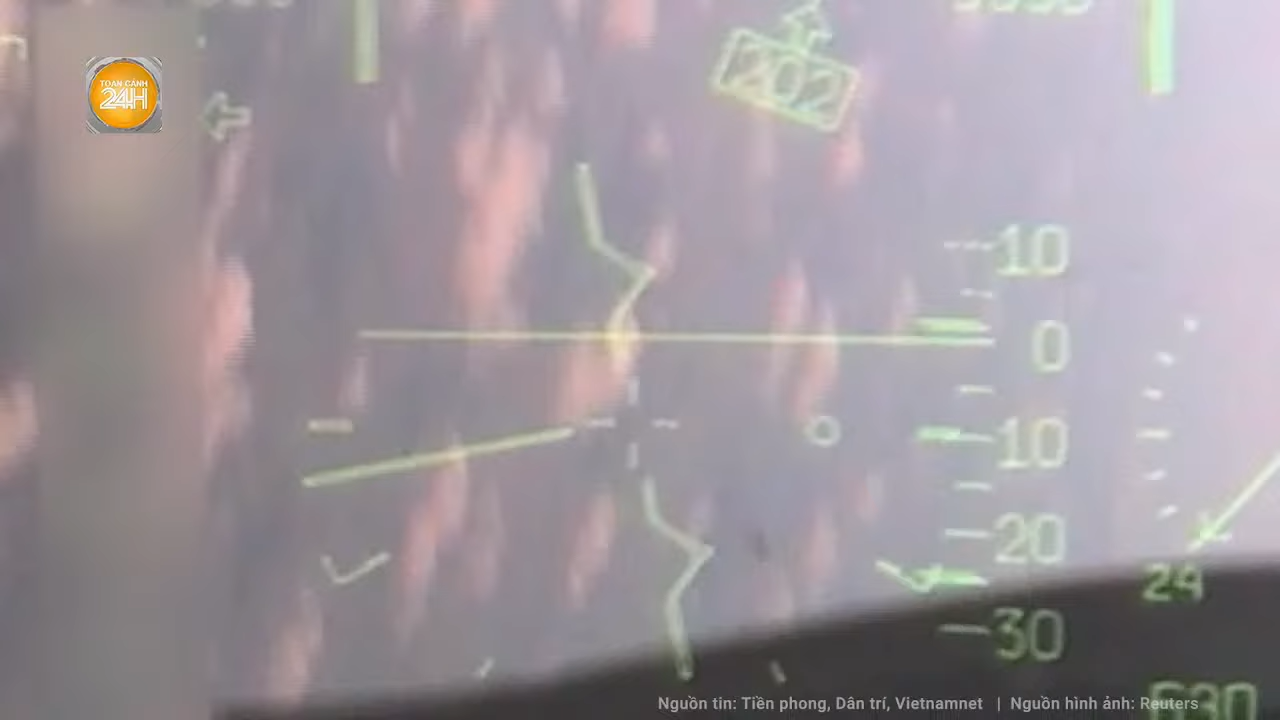 TOÀN CẢNH
24H
202
10
0
10
20
30
24
Nguồn tin: Tiền phong, Dân trí, Vietnamnet | Nguồn hình ảnh: Reuters